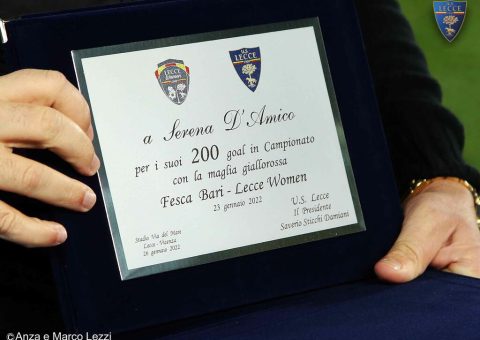 LECCE
Women
U.S.
LECCE
U.S.
LECCE
a Serena D'Amico
per i suoi 200 goal in Campionato
con la maglia giallorossa
Fesca Bari - Lecce Women
23 gennaio 2022
Stadio Via del Mare
Lecce - Vicenza
26 gennaio 2022
U.S. Lecce
Il Presidente
Saverio Sticchi Damiani
©Anza e Marco Lezzi